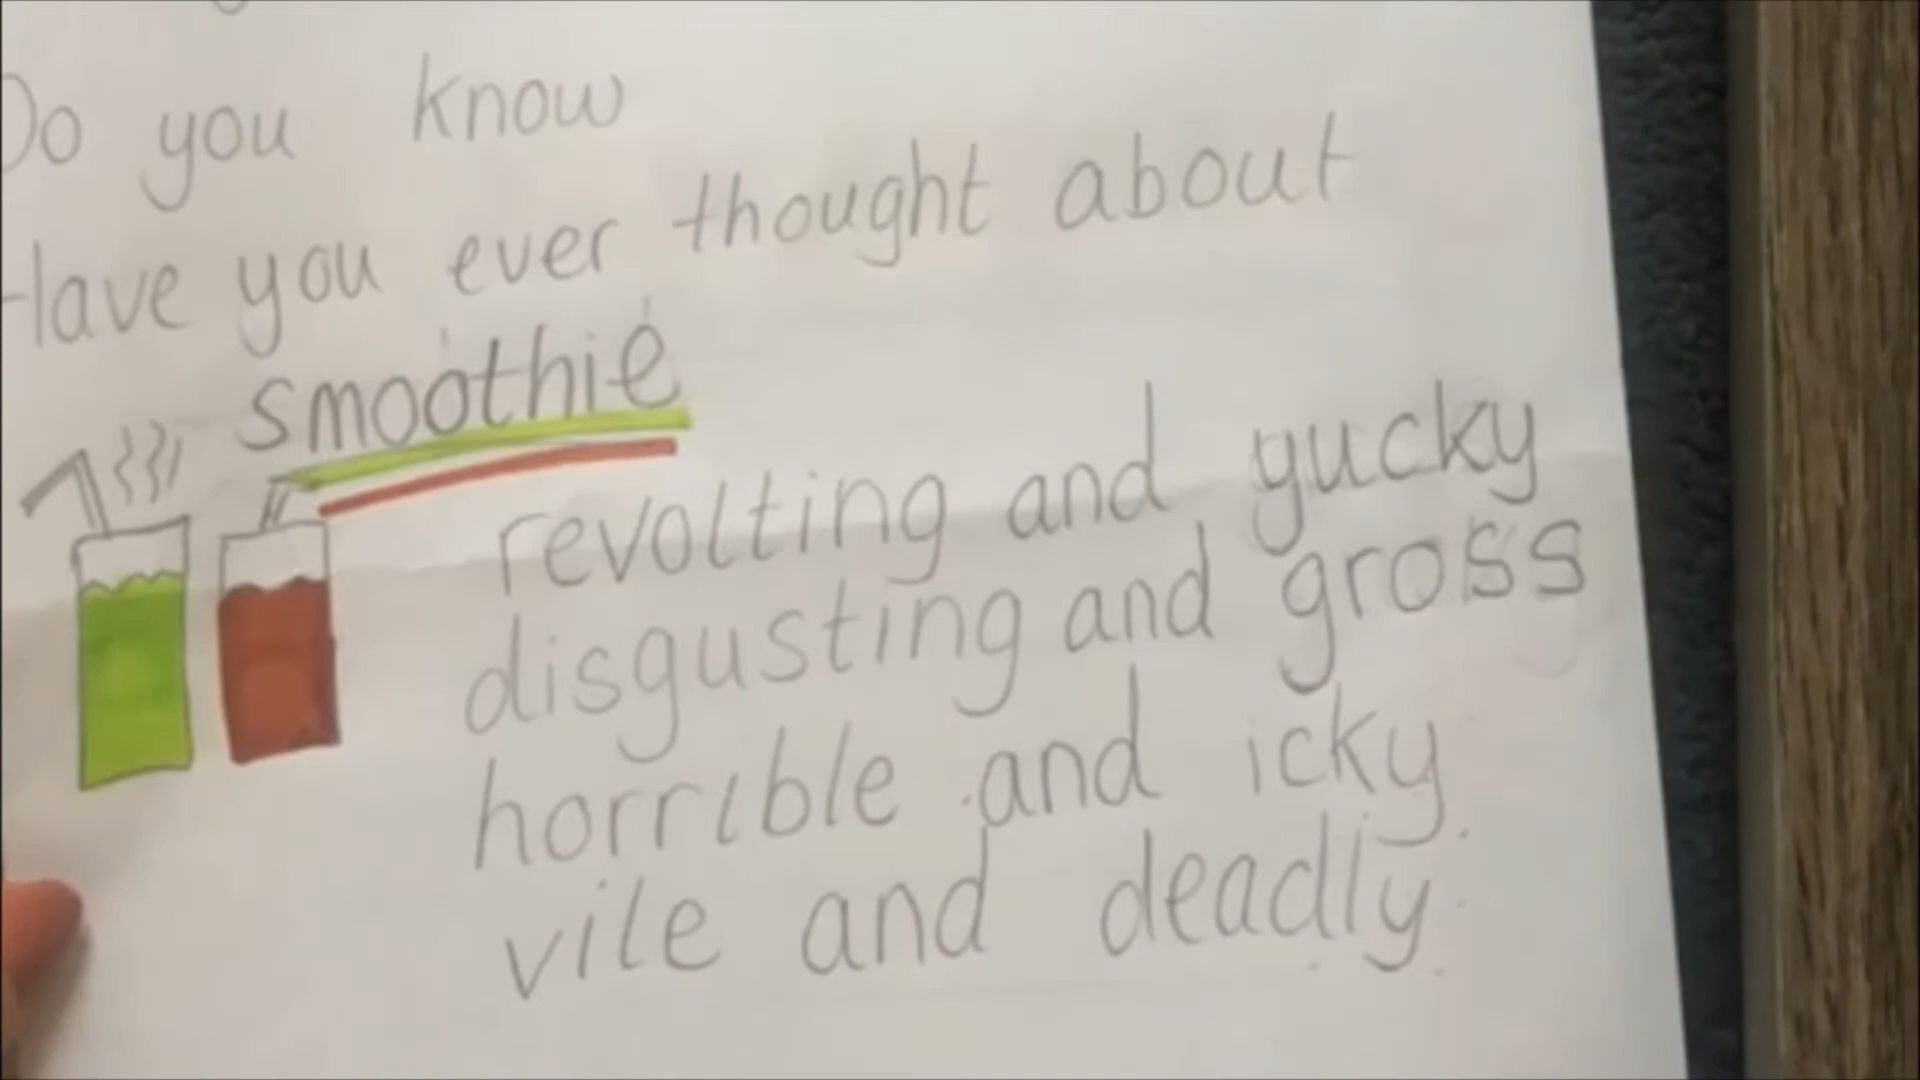 Do you know
Have you ever thought about
smoothie
revolting and yucky
disgusting and gross
horrible and icky
vile and deadly